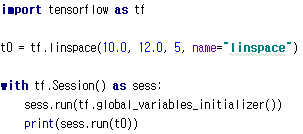 import tensorflow as tf
t0 = tf.linspace(10.0, 12.0, 5, name="linspace")
with tf.Session() as sess:
    sess.run(tf.global_variables_initializer())
    print(sess.run(t0))